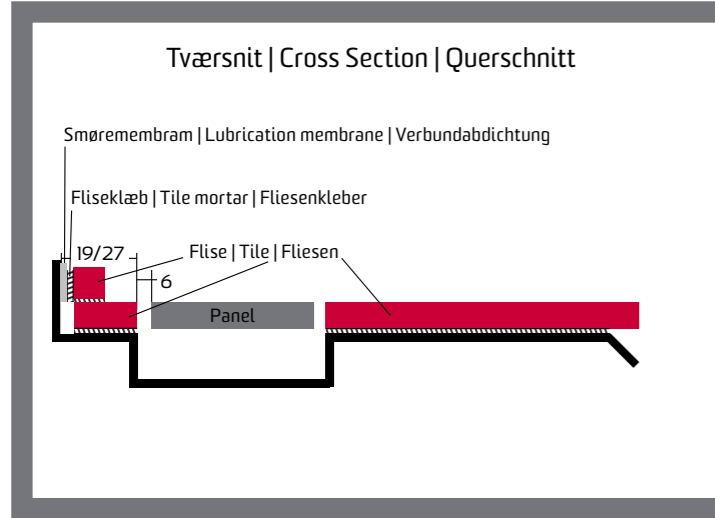 Tværsnit | Cross Section | Querschnitt
Smøremembram | Lubrication membrane | Verbundabdichtung
Fliseklæb | Tile mortar | Fliesenkleber
19/27
Flise | Tile | Fliesen
6
Panel